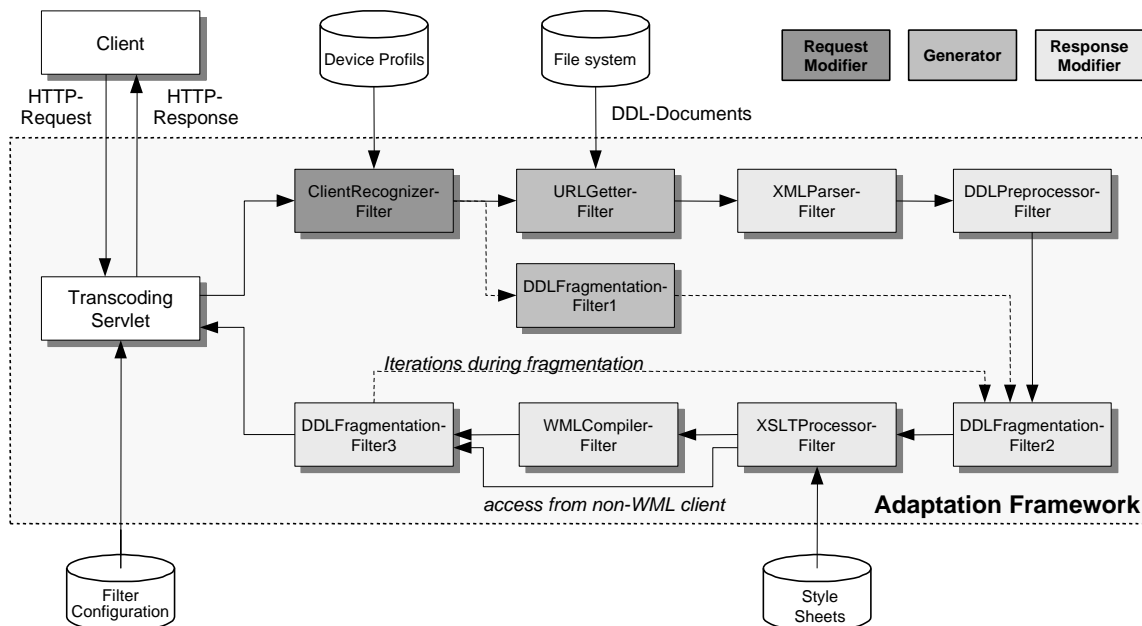 Client
Device Profils
File system
Request
Modifier
Generator
Response
Modifier
HTTP-
Request
HTTP-
Response
DDL-Documents
ClientRecognizer-
Filter
URLGetter-
Filter
XMLParser-
Filter
DDLPreprocessor-
Filter
Transcoding
Servlet
DDLFragmentation-
Filter1
Iterations during fragmentation
DDLFragmentation-
Filter3
WMLCompiler-
Filter
XSLTProcessor-
Filter
DDLFragmentation-
Filter2
access from non-WML client
Adaptation Framework
Filter
Configuration
Style
Sheets